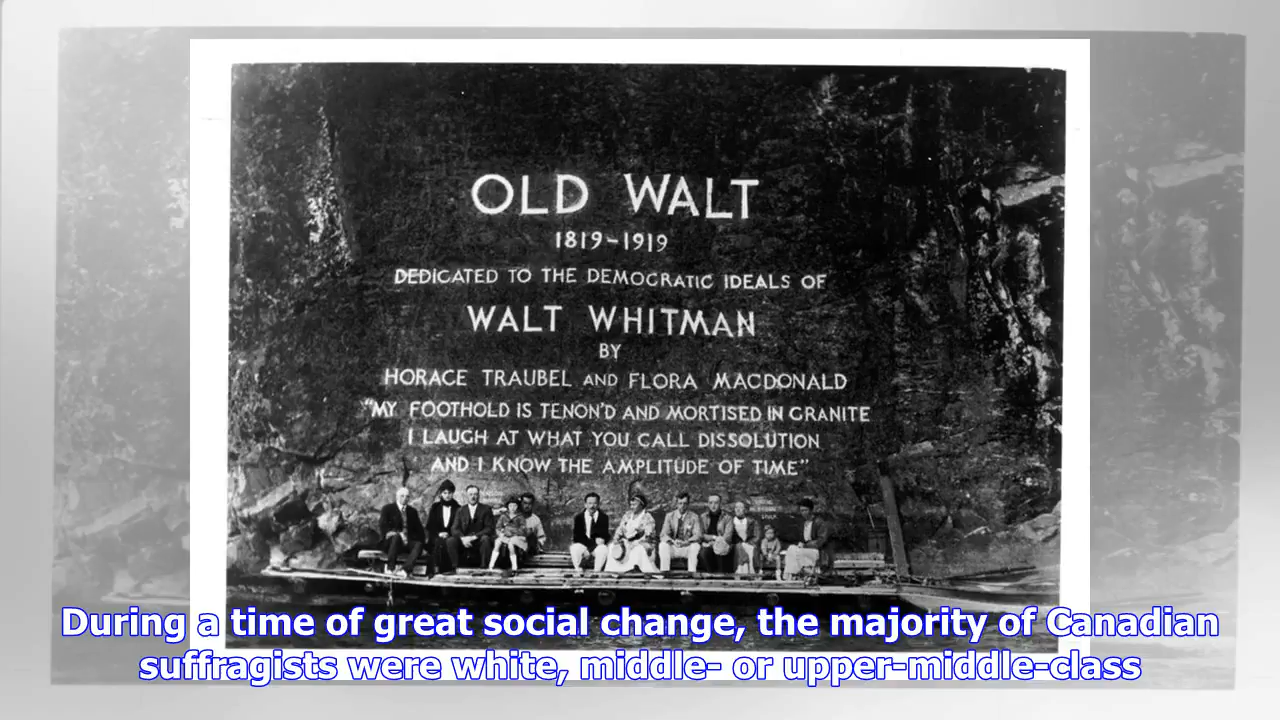 OLD WALT
1819-1919
DEDICATED TO THE DEMOCRATIC IDEALS OF
WALT WHITMAN
BY
HORACE TRAUBEL AND FLORA MACDONALD
"MY FOOTHOLD IS TENON'D AND MORTISED IN GRANITE
I LAUGH AT WHAT YOU CALL DISSOLUTION
AND I KNOW THE AMPLITUDE OF TIME"
During a time of great social change, the majority of Canadian
suffragists were white, middle- or upper-middle-class